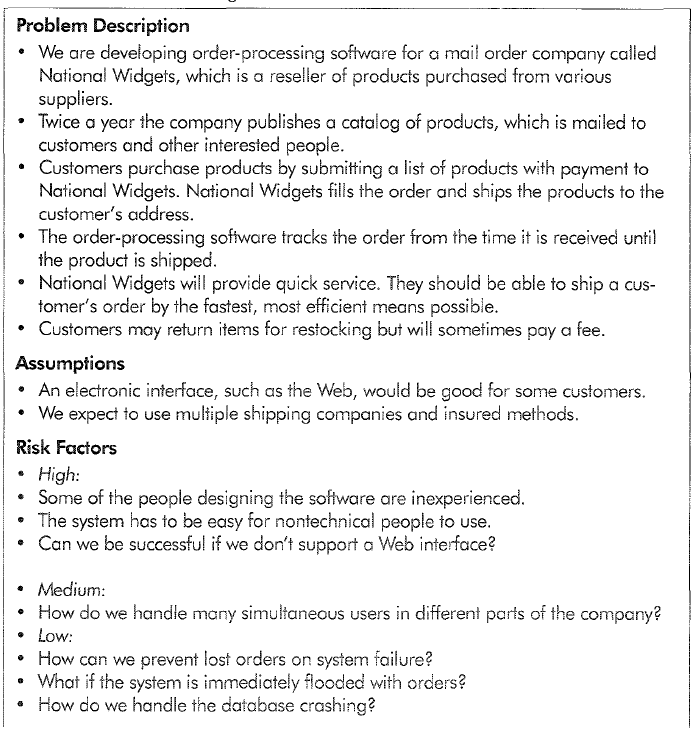 Problem Description
• We are developing order-processing software for a mail order company called
National Widgets, which is a reseller of products purchased from various
suppliers.
• Twice a year the company publishes a catalog of products, which is mailed to
customers and other interested people.
• Customers purchase products by submitting a list of products with payment to
National Widgets. National Widgets fills the order and ships the products to the
customer's address.
• The order-processing software tracks the order from the time it is received until
the product is shipped.
• National Widgets will provide quick service. They should be able to ship a cus-
tomer's order by the fastest, most efficient means possible.
• Customers may return items for restocking but will sometimes pay a fee.
Assumptions
• An electronic interface, such as the Web, would be good for some customers.
• We expect to use multiple shipping companies and insured methods.
Risk Factors
• High:
• Some of the people designing the software are inexperienced.
• The system has to be easy for nontechnical people to use.
• Can we be successful if we don't support a Web interface?
• Medium:
• How do we handle many simultaneous users in different parts of the company?
• Low:
• How can we prevent lost orders on system failure?
• What if the system is immediately flooded with orders?
• How do we handle the database crashing?